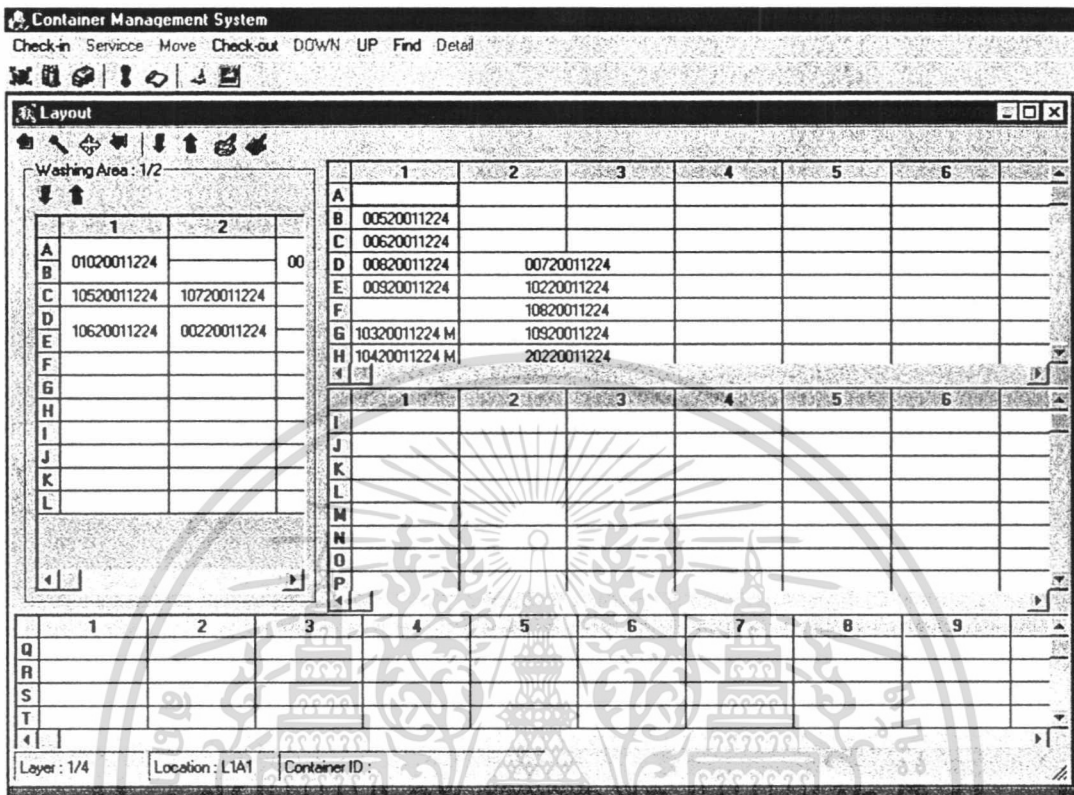 Container Management System
Check-in Servicce Move Check-out DOWN UP Find Detail
Layout
Washing Area : 1/2
1 2 3 4 5 6
A
B 00520011224
C 00620011224
D 00820011224 00720011224
E 00920011224 10220011224
F 10820011224
G 10320011224 M 10920011224
H 10420011224 M 20220011224
1 2
A
B 01020011224 00
C 10520011224 10720011224
D
E 10620011224 00220011224
F
G
H
I
J
K
L
1 2 3 4 5 6
I
J
K
L
M
N
O
P
1 2 3 4 5 6 7 8 9
Q
R
S
T
Layer : 1/4 Location : L1A1 Container ID :